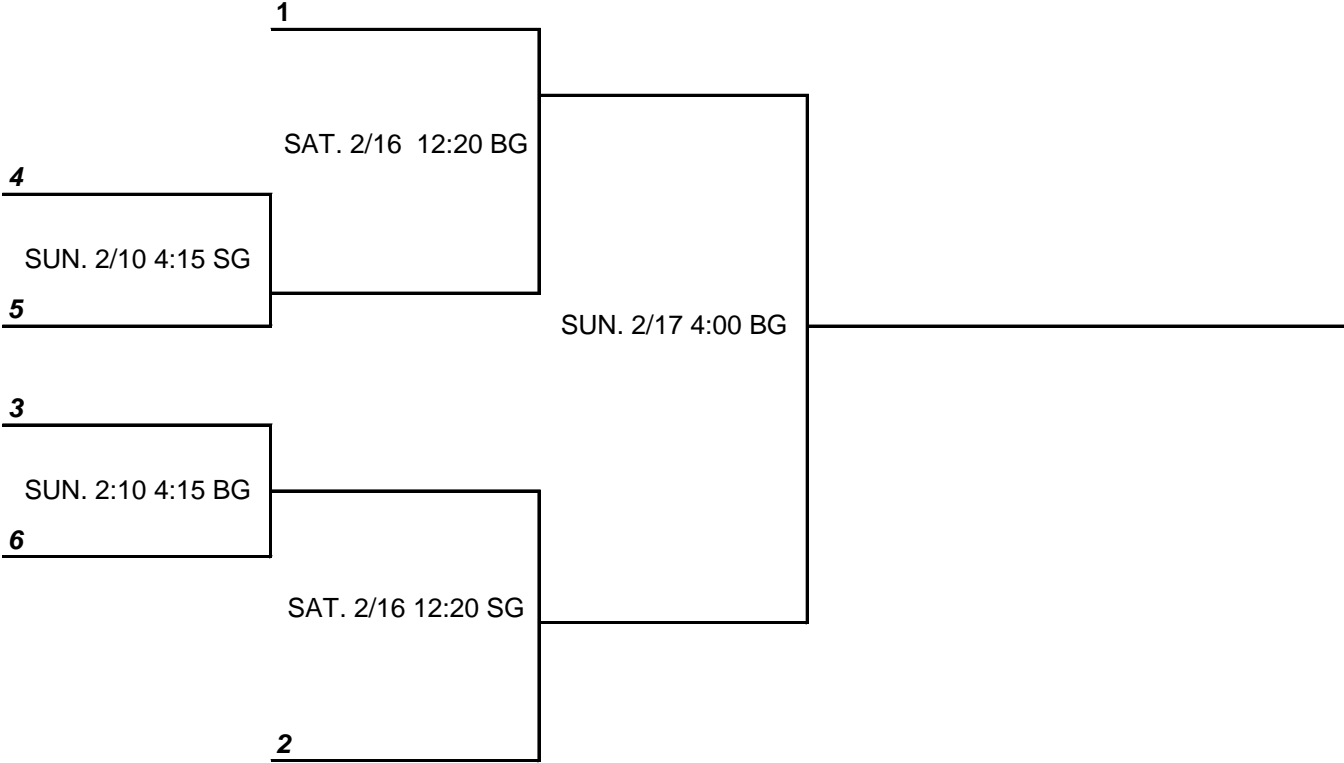 1
SAT. 2/16  12:20 BG
4
SUN. 2/10 4:15 SG
5
SUN. 2/17 4:00 BG
3
SUN. 2:10 4:15 BG
6
SAT. 2/16 12:20 SG
2